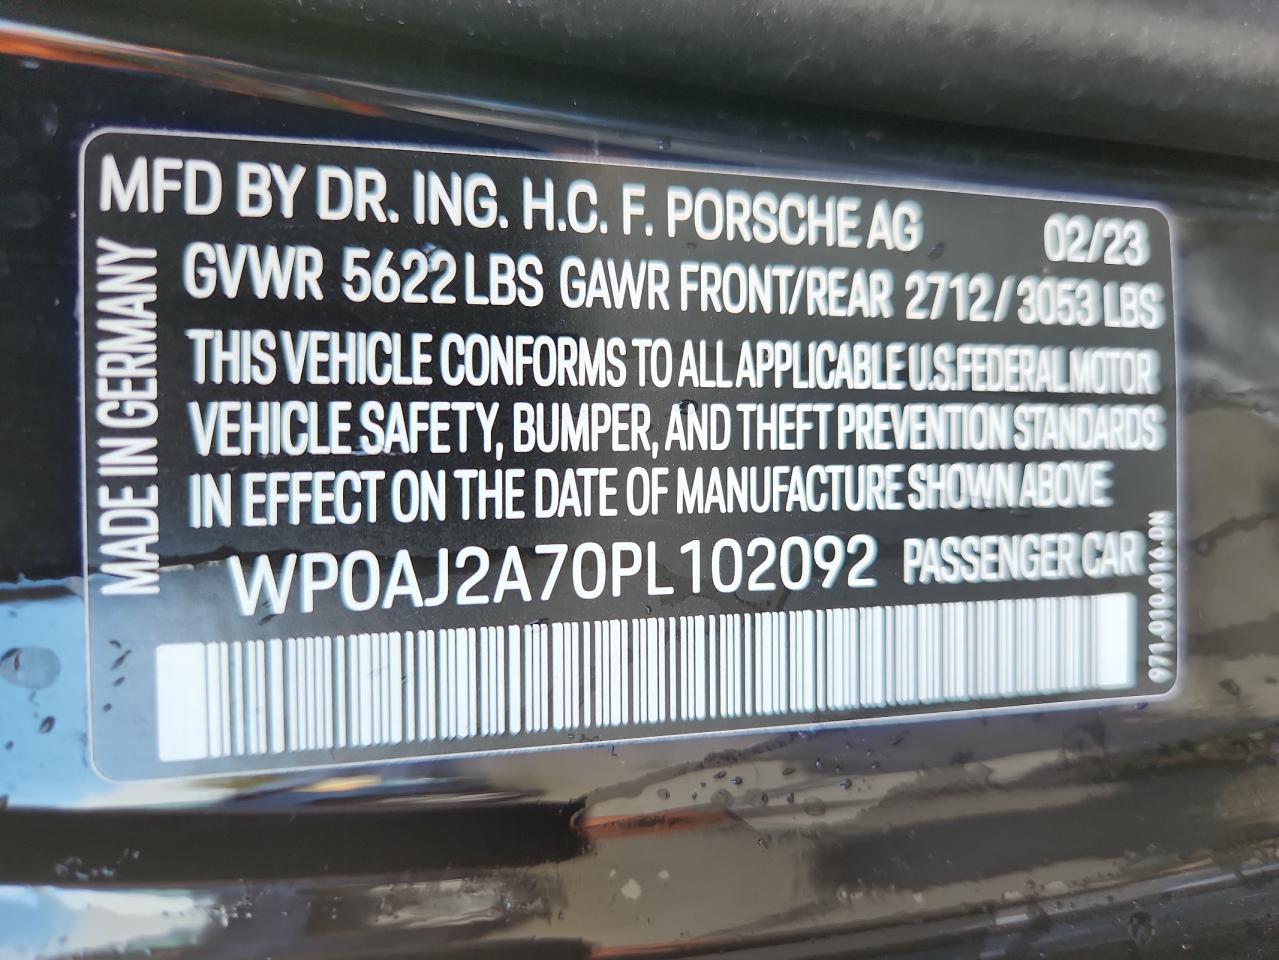 MFD BY DR. ING. H.C. F. PORSCHE AG 02/23
GVWR 5622 LBS GAWR FRONT/REAR 2712/3053 LBS
THIS VEHICLE CONFORMS TO ALL APPLICABLE U.S.FEDERAL MOTOR
VEHICLE SAFETY, BUMPER, AND THEFT PREVENTION STANDARDS
IN EFFECT ON THE DATE OF MANUFACTURE SHOWN ABOVE
WP0AJ2A70PL102092 PASSENGER CAR
MADE IN GERMANY
971.010.016.DN